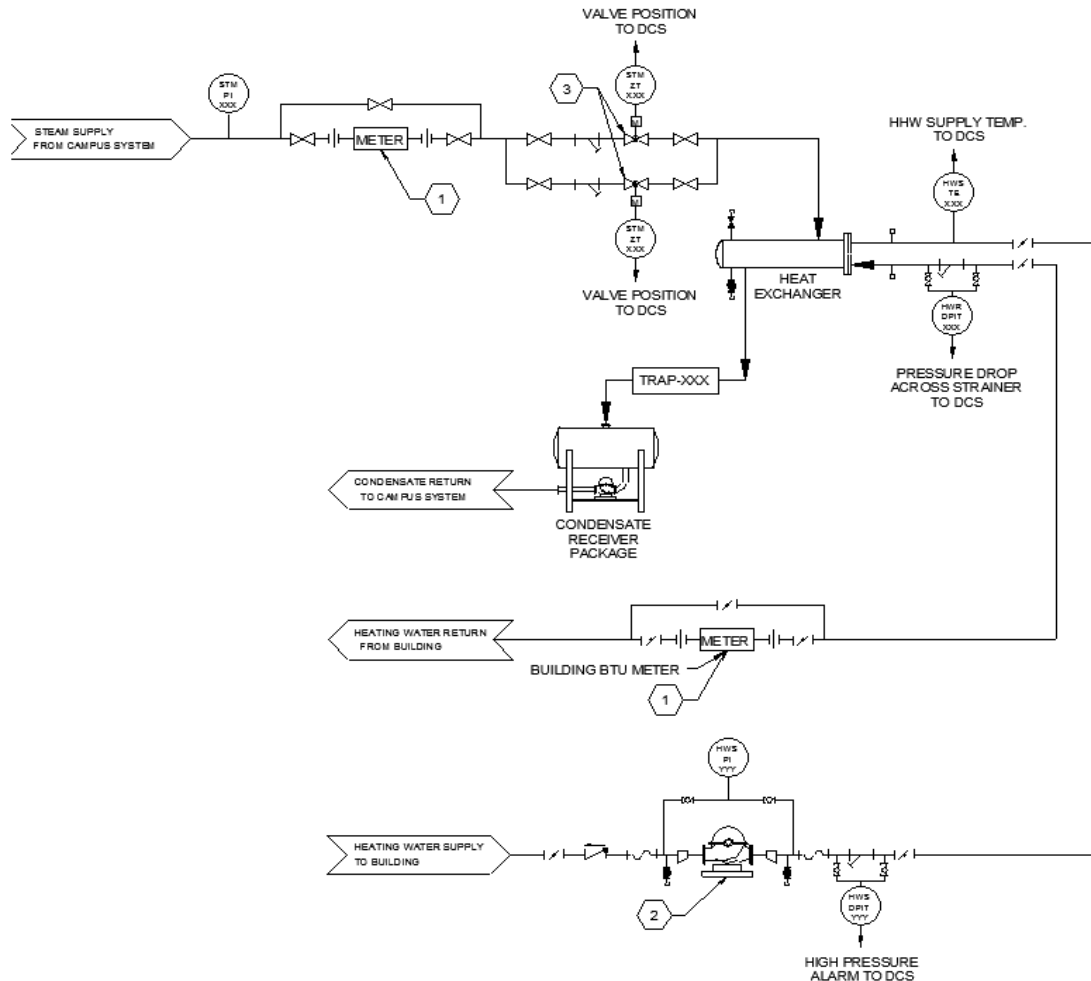 VALVE POSITION
TO DCS
STM
PI
XXX
STM
ZT
XXX
3
M
STEAM SUPPLY
FROM CAMPUS SYSTEM
METER
1
M
STM
ZT
XXX
VALVE POSITION
TO DCS
HHW SUPPLY TEMP.
TO DCS
HWS
TE
XXX
HEAT
EXCHANGER
HWR
DPIT
XXX
PRESSURE DROP
ACROSS STRAINER
TO DCS
TRAP-XXX
CONDENSATE RETURN
TO CAMPUS SYSTEM
CONDENSATE
RECEIVER
PACKAGE
HEATING WATER RETURN
FROM BUILDING
METER
BUILDING BTU METER
1
HWS
PI
YYY
HEATING WATER SUPPLY
TO BUILDING
2
HWS
DPIT
YYY
HIGH PRESSURE
ALARM TO DCS